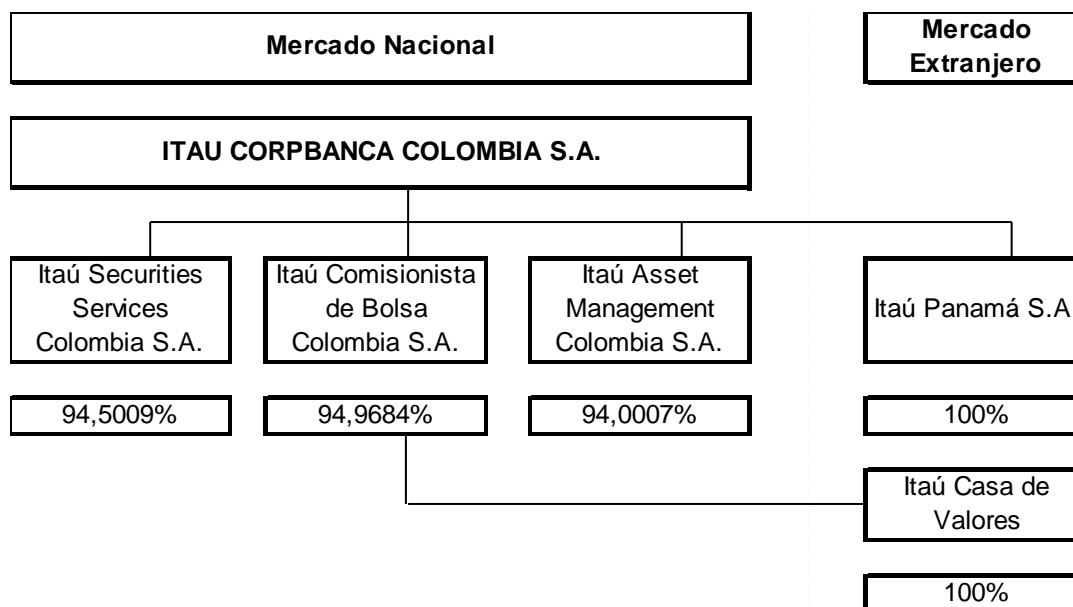 Mercado Nacional
Mercado
Extranjero
ITAU CORPBANCA COLOMBIA S.A.
Itaú Securities
Services
Colombia S.A.
Itaú Comisionista
de Bolsa
Colombia S.A.
Itaú Asset
Management
Colombia S.A.
Itaú Panamá S.A
94,5009%
94,9684%
94,0007%
100%
Itaú Casa de
Valores
100%